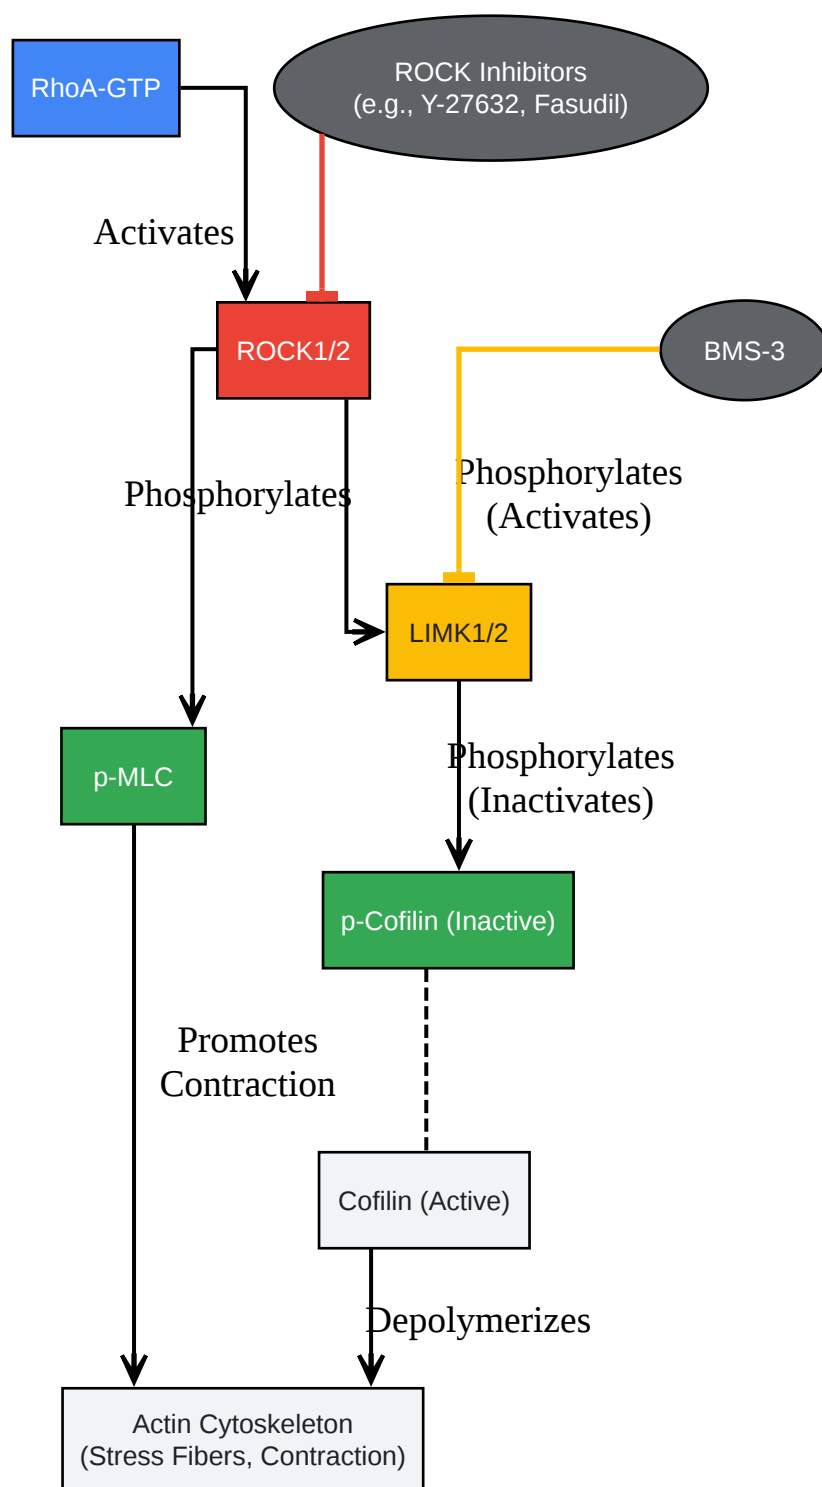 RhoA-GTP
ROCK Inhibitors
(e.g., Y-27632, Fasudil)
Activates
ROCK1/2
BMS-3
Phosphorylates
Phosphorylates
(Activates)
LIMK1/2
p-MLC
Phosphorylates
(Inactivates)
p-Cofilin (Inactive)
Promotes
Contraction
Cofilin (Active)
Depolymerizes
Actin Cytoskeleton
(Stress Fibers, Contraction)